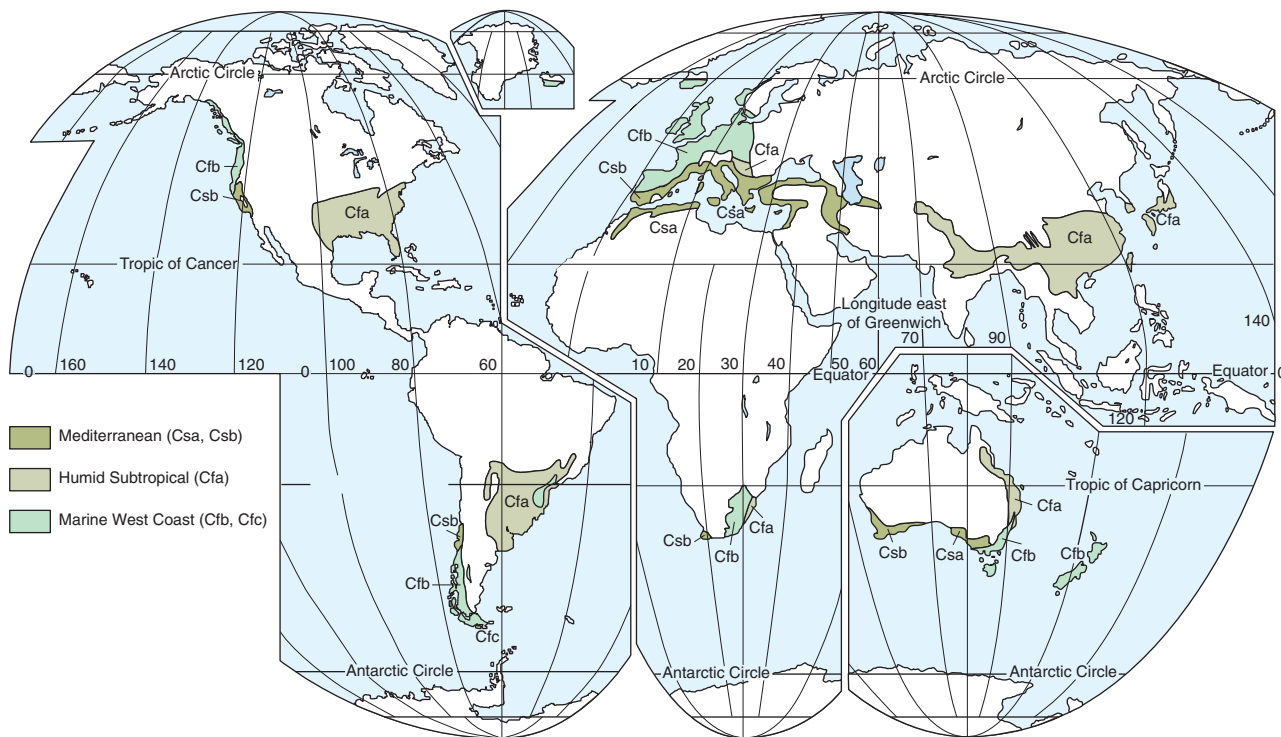 Arctic Circle
Arctic Circle
Cfb
Cfb
Cfa
Csb
Csb
Cfa
Csa
Csa
Cfa
Cfa
Tropic of Cancer
Longitude east
of Greenwich
160
140
120
100
80
60
10
20
30
40
50
60
70
90
140
0
0
Equator
Equator
0
120
Mediterranean (Csa, Csb)
Humid Subtropical (Cfa)
Marine West Coast (Cfb, Cfc)
Tropic of Capricorn
Cfa
Csb
Cfb
Cfc
Csb
Cfb
Cfa
Cfa
Csb
Csa
Cfb
Cfb
Antarctic Circle
Antarctic Circle
Antarctic Circle